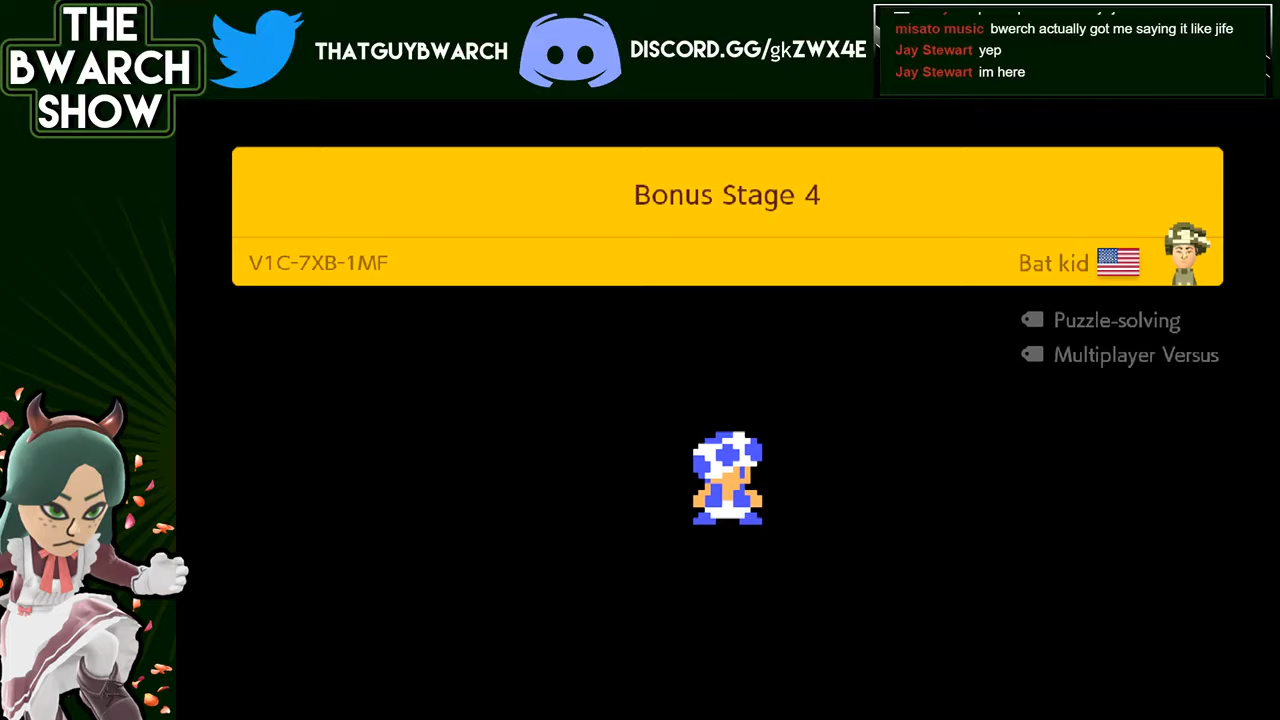 THE
BWARCH
SHOW
THATGUYBWARCH
DISCORD.GG/gkZWX4E
misato music bwerch actually got me saying it like jife
Jay Stewart yep
Jay Stewart im here
Bonus Stage 4
V1C-7XB-1MF
Bat kid
Puzzle-solving
Multiplayer Versus